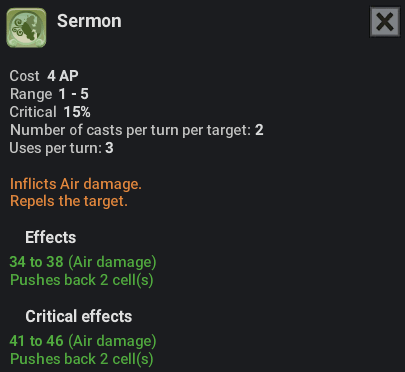 Sermon
Cost 4 AP
Range 1 - 5
Critical 15%
Number of casts per turn per target: 2
Uses per turn: 3
Inflicts Air damage.
Repels the target.
Effects
34 to 38 (Air damage)
Pushes back 2 cell(s)
Critical effects
41 to 46 (Air damage)
Pushes back 2 cell(s)